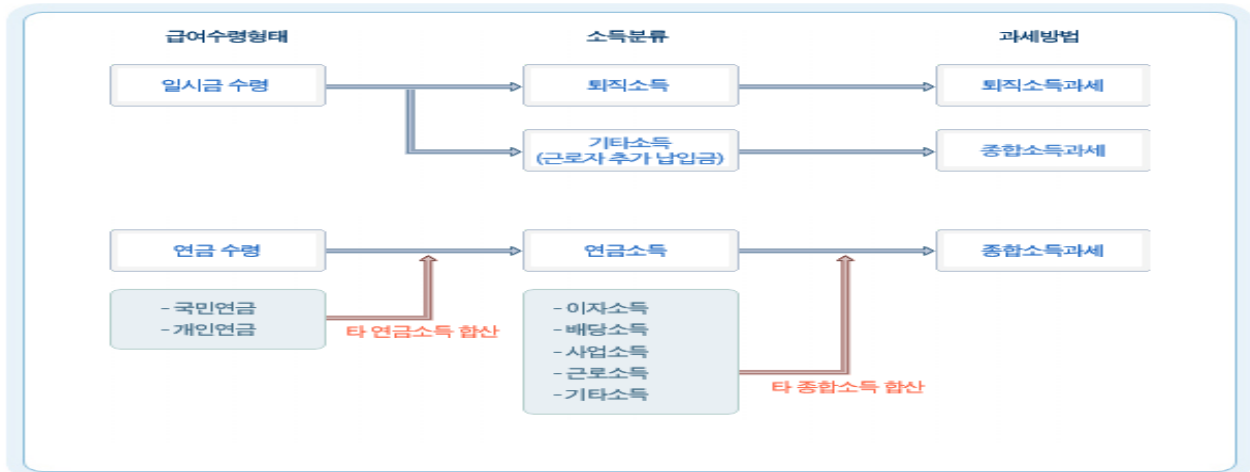 급여수령형태
소득분류
과세방법
일시금 수령
퇴직소득
퇴직소득과세
기타소득
(근로자 추가 납입금)
종합소득과세
연금 수령
연금소득
종합소득과세
- 국민연금
- 개인연금
타 연금소득 합산
- 이자소득
- 배당소득
- 사업소득
- 근로소득
- 기타소득
타 종합소득 합산